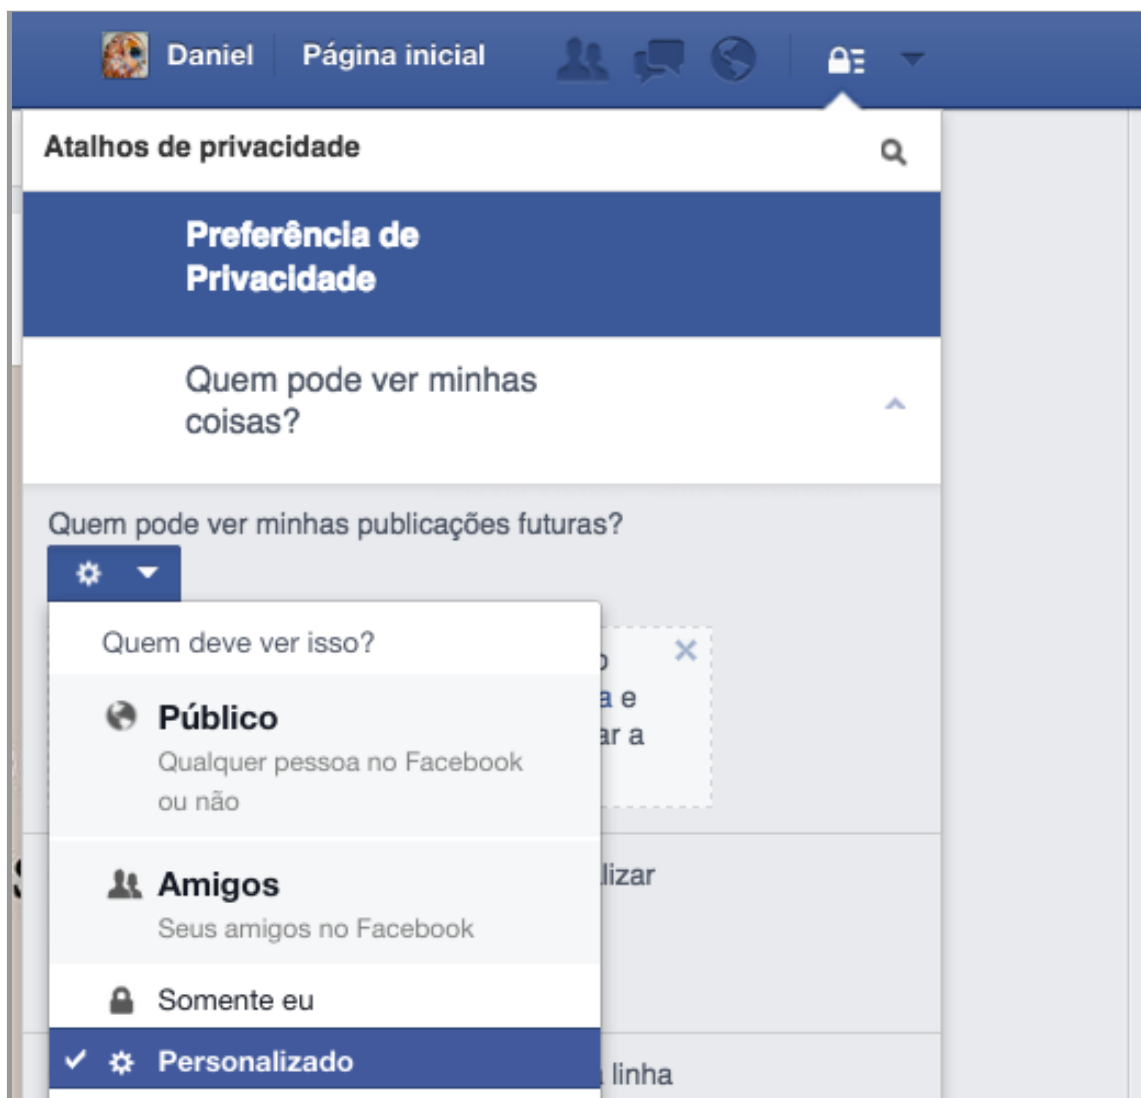 Daniel Página inicial
Atalhos de privacidade
Preferência de
Privacidade
Quem pode ver minhas
coisas?
Quem pode ver minhas publicações futuras?
Quem deve ver isso?
Público
Qualquer pessoa no Facebook
ou não
e
a
Amigos
Seus amigos no Facebook
Somente eu
Personalizado
linha